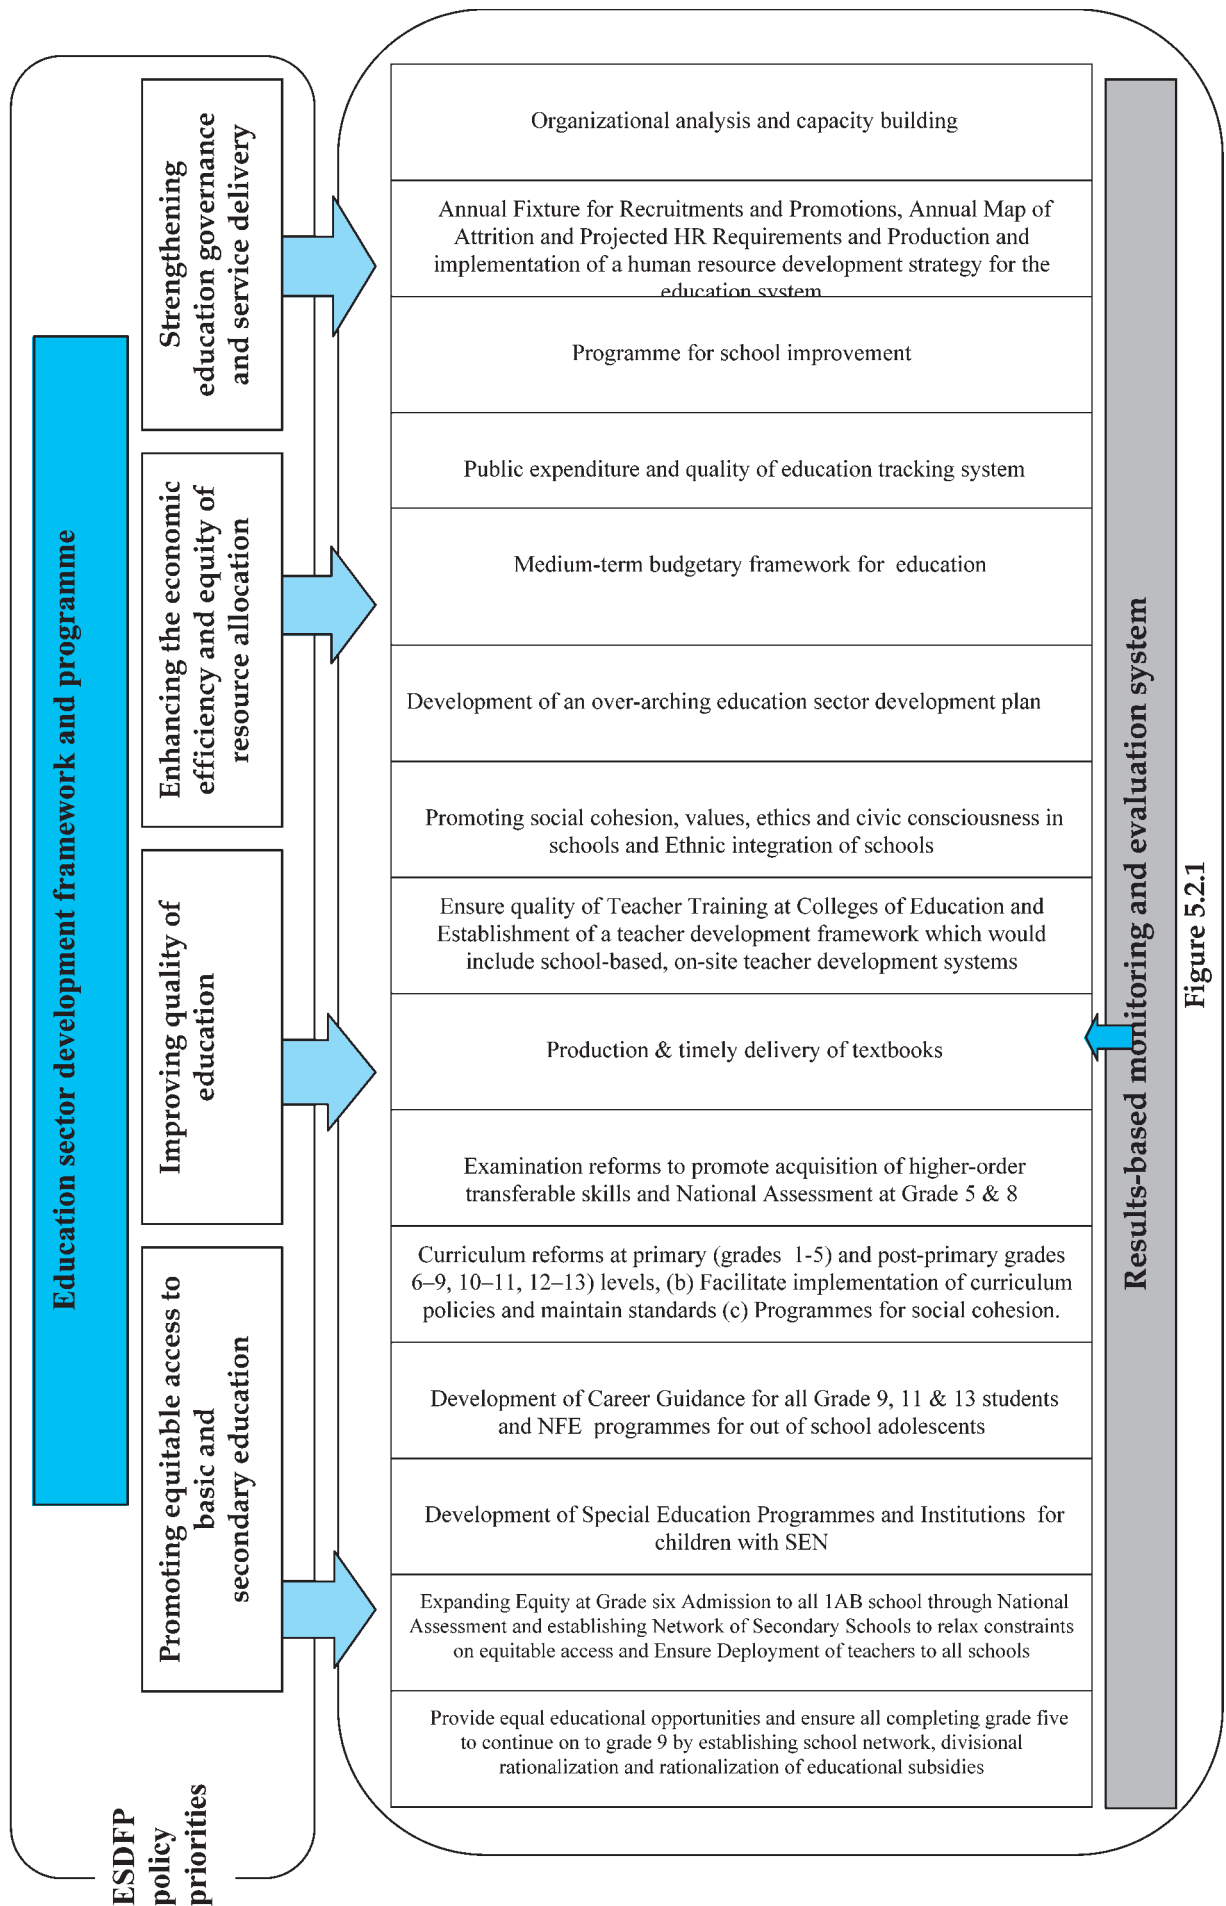 Education sector development framework and programme
ESDFP
policy
priorities
Promoting equitable access to
basic and
secondary education
Improving quality of
education
Enhancing the economic
efficiency and equity of
resource allocation
Strengthening
education governance
and service delivery
Organizational analysis and capacity building
Annual Fixture for Recruitments and Promotions, Annual Map of
Attrition and Projected HR Requirements and Production and
implementation of a human resource development strategy for the
education system
Programme for school improvement
Public expenditure and quality of education tracking system
Medium-term budgetary framework for education
Development of an over-arching education sector development plan
Promoting social cohesion, values, ethics and civic consciousness in
schools and Ethnic integration of schools
Ensure quality of Teacher Training at Colleges of Education and
Establishment of a teacher development framework which would
include school-based, on-site teacher development systems
Production & timely delivery of textbooks
Examination reforms to promote acquisition of higher-order
transferable skills and National Assessment at Grade 5 & 8
Curriculum reforms at primary (grades 1-5) and post-primary grades
6–9, 10–11, 12–13) levels, (b) Facilitate implementation of curriculum
policies and maintain standards (c) Programmes for social cohesion.
Development of Career Guidance for all Grade 9, 11 & 13 students
and NFE programmes for out of school adolescents
Development of Special Education Programmes and Institutions for
children with SEN
Expanding Equity at Grade six Admission to all 1AB school through National
Assessment and establishing Network of Secondary Schools to relax constraints
on equitable access and Ensure Deployment of teachers to all schools
Provide equal educational opportunities and ensure all completing grade five
to continue on to grade 9 by establishing school network, divisional
rationalization and rationalization of educational subsidies
Results-based monitoring and evaluation system
Figure 5.2.1